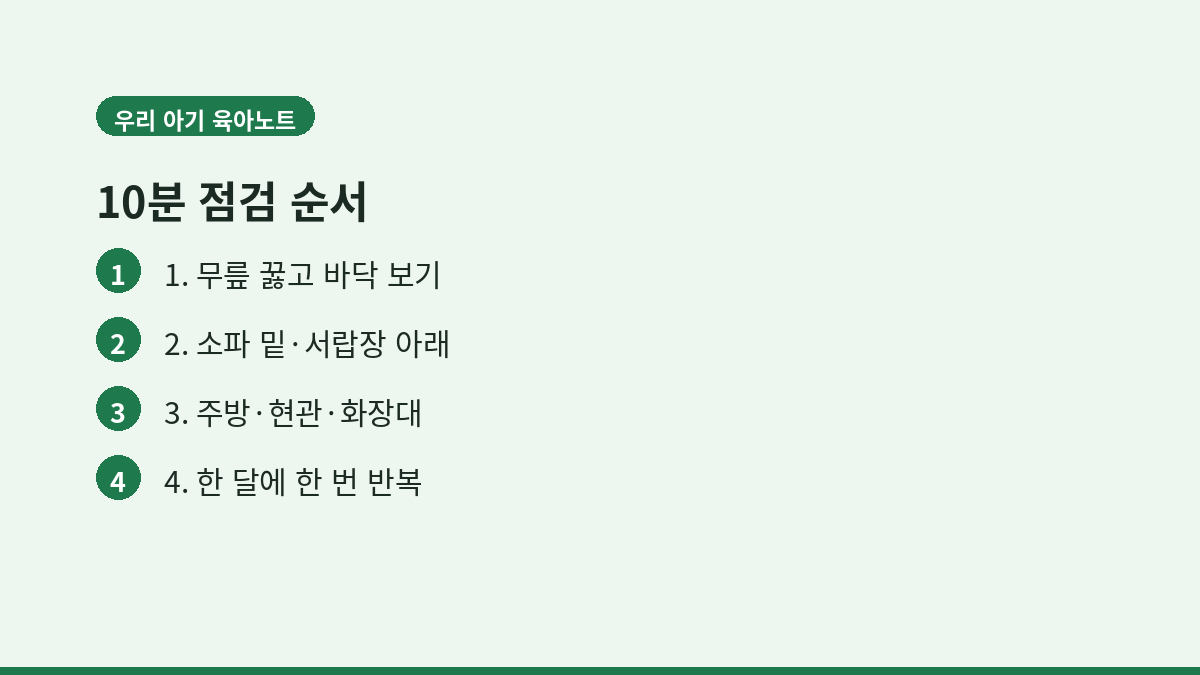 우리 아기 육아노트
10분 점검 순서
1 1. 무릎 꿇고 바닥 보기
2 2. 소파 밑·서랍장 아래
3 3. 주방·현관·화장대
4 4. 한 달에 한 번 반복